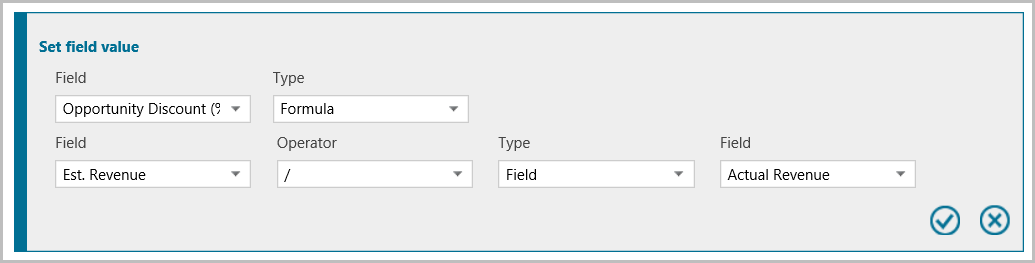 Set field value
Field Type
Opportunity Discount (% Formula
Field Operator Type Field
Est. Revenue / Field Actual Revenue